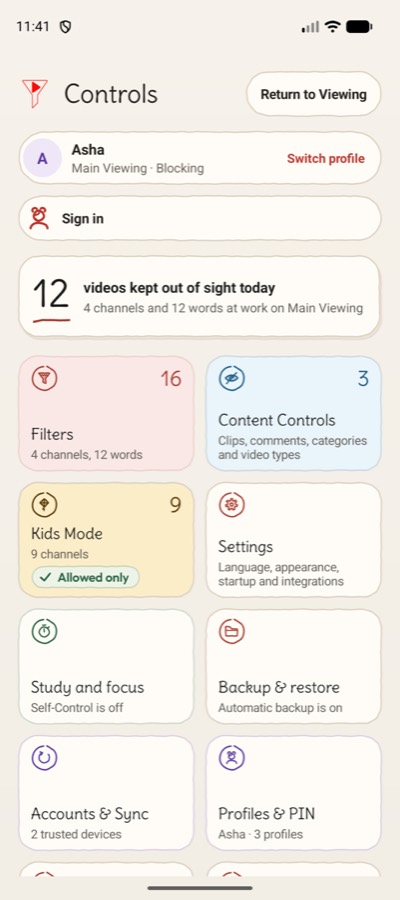 11:41
Controls
Return to Viewing
A
Asha
Main Viewing · Blocking
Switch profile
Sign in
12
videos kept out of sight today
4 channels and 12 words at work on Main Viewing
16
Filters
4 channels, 12 words
3
Content Controls
Clips, comments, categories
and video types
9
Kids Mode
9 channels
Allowed only
Settings
Language, appearance,
startup and integrations
Study and focus
Self-Control is off
Backup & restore
Automatic backup is on
Accounts & Sync
2 trusted devices
Profiles & PIN
Asha · 3 profiles